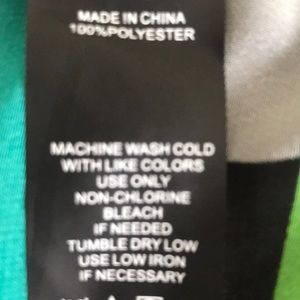 MADE IN CHINA
100%POLYESTER
MACHINE WASH COLD
WITH LIKE COLORS
USE ONLY
NON-CHLORINE
BLEACH
IF NEEDED
TUMBLE DRY LOW
USE LOW IRON
IF NECESSARY